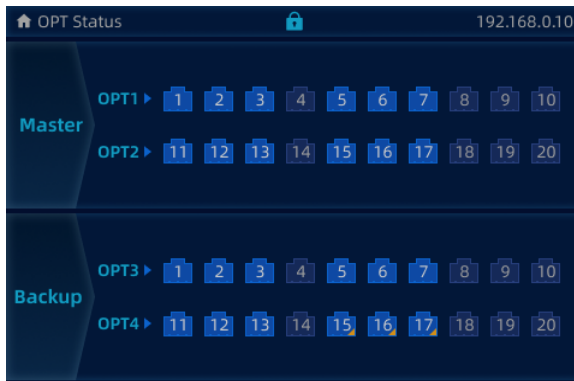 OPT Status 192.168.0.10
OPT1 1 2 3 4 5 6 7 8 9 10
Master
OPT2 11 12 13 14 15 16 17 18 19 20
OPT3 1 2 3 4 5 6 7 8 9 10
Backup
OPT4 11 12 13 14 15 16 17 18 19 20